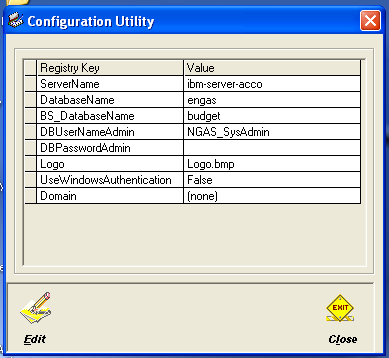 Configuration Utility
Registry Key Value
ServerName ibm-server-acco
DatabaseName engas
BS_DatabaseName budget
DBUserNameAdmin NGAS_SysAdmin
DBPasswordAdmin
Logo Logo.bmp
UseWindowsAuthentication False
Domain (none)
EXIT
Edit Close